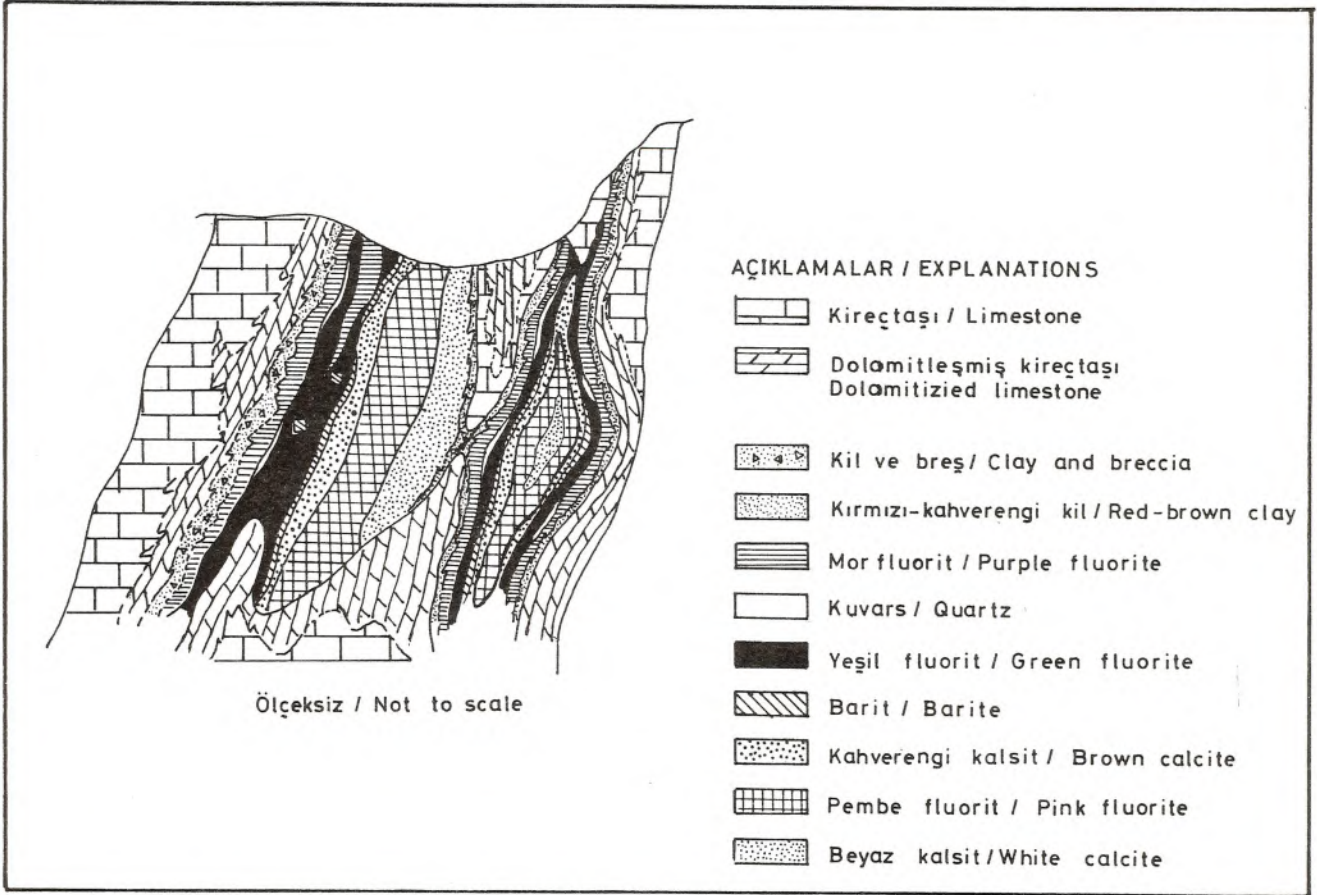 AÇIKLAMALAR / EXPLANATIONS
Kireçtaşı / Limestone
Dolomitleşmiş kireçtaşı
Dolomitizied limestone
Kil ve breş / Clay and breccia
Kırmızı-kahverengi kil / Red-brown clay
Mor fluorit / Purple fluorite
Kuvars / Quartz
Yeşil fluorit / Green fluorite
Barit / Barite
Kahverengi kalsit / Brown calcite
Pembe fluorit / Pink fluorite
Beyaz kalsit / White calcite
Ölçeksiz / Not to scale